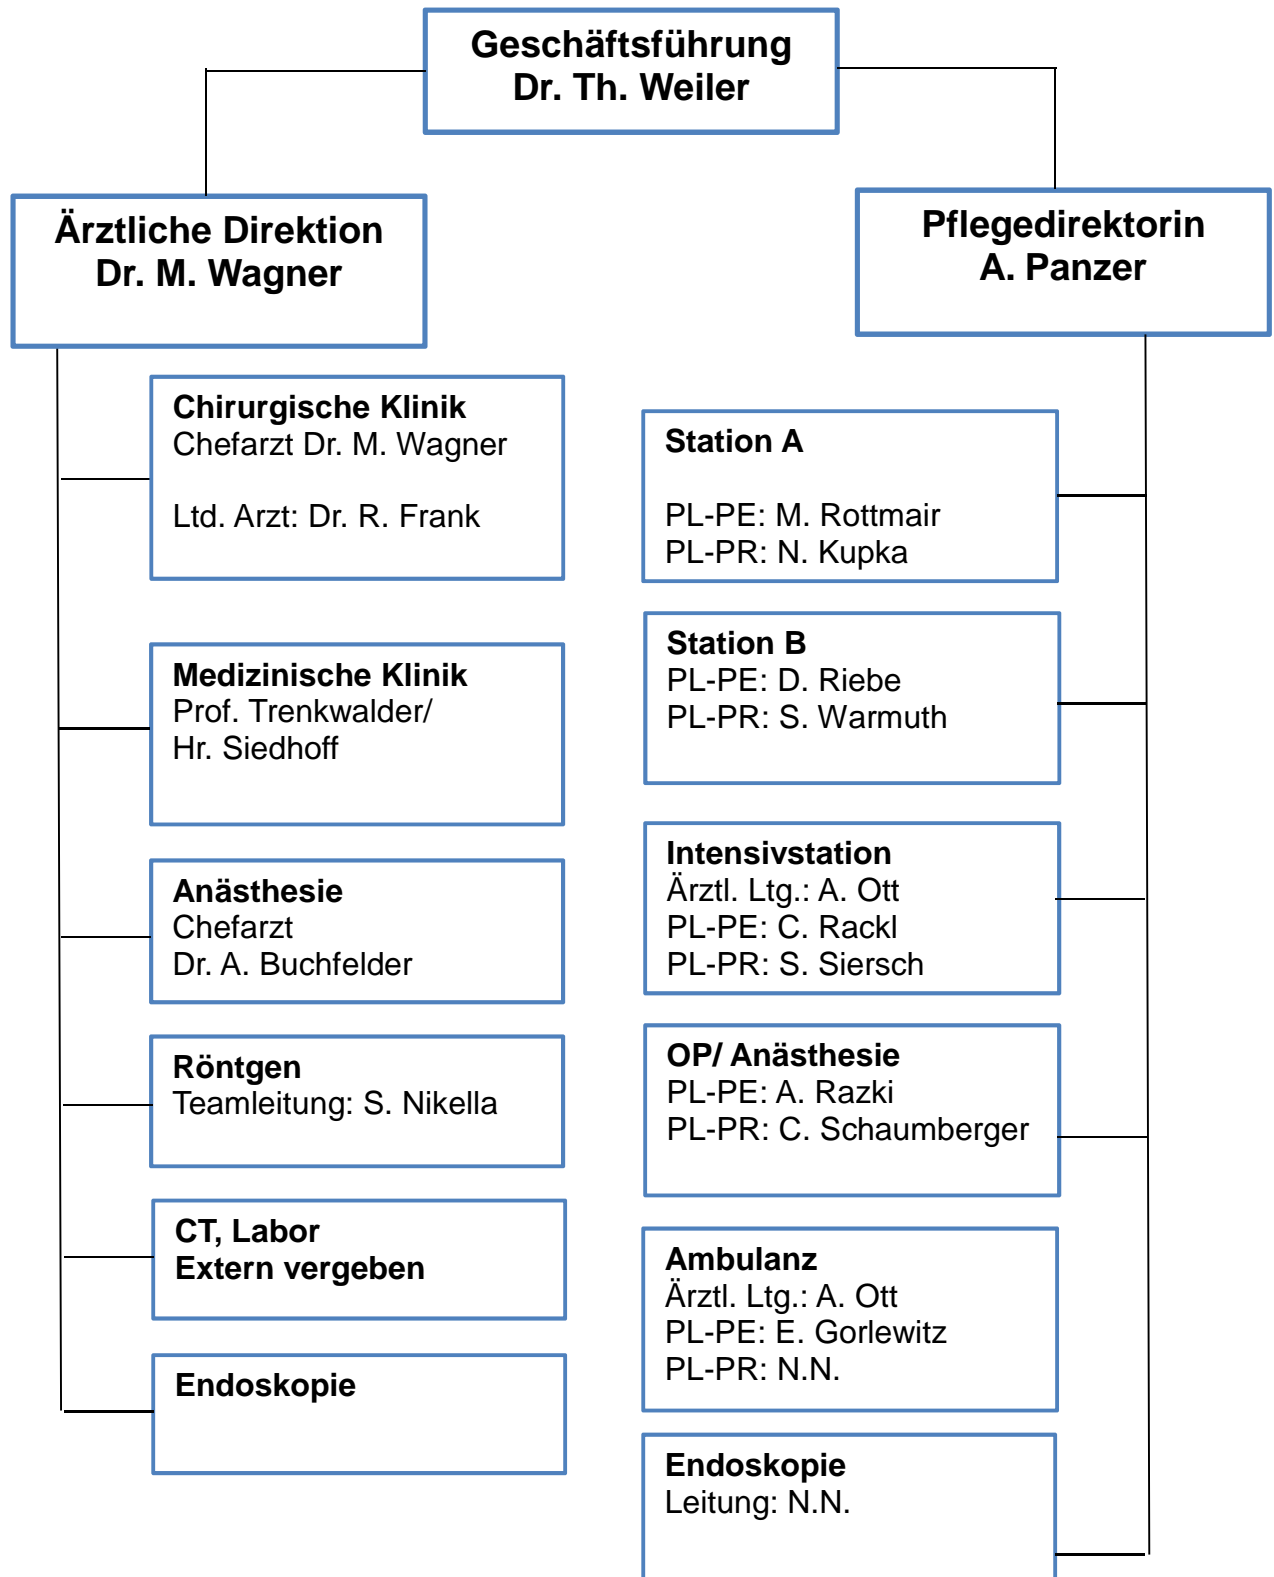 Geschäftsführung
Dr. Th. Weiler
Ärztliche Direktion
Dr. M. Wagner
Pflegedirektorin
A. Panzer
Chirurgische Klinik
Chefarzt Dr. M. Wagner
Ltd. Arzt: Dr. R. Frank
Medizinische Klinik
Prof. Trenkwalder/
Hr. Siedhoff
Anästhesie
Chefarzt
Dr. A. Buchfelder
Röntgen
Teamleitung: S. Nikella
CT, Labor
Extern vergeben
Endoskopie
Station A
PL-PE: M. Rottmair
PL-PR: N. Kupka
Station B
PL-PE: D. Riebe
PL-PR: S. Warmuth
Intensivstation
Ärztl. Ltg.: A. Ott
PL-PE: C. Rackl
PL-PR: S. Siersch
OP/ Anästhesie
PL-PE: A. Razki
PL-PR: C. Schaumberger
Ambulanz
Ärztl. Ltg.: A. Ott
PL-PE: E. Gorlewitz
PL-PR: N.N.
Endoskopie
Leitung: N.N.